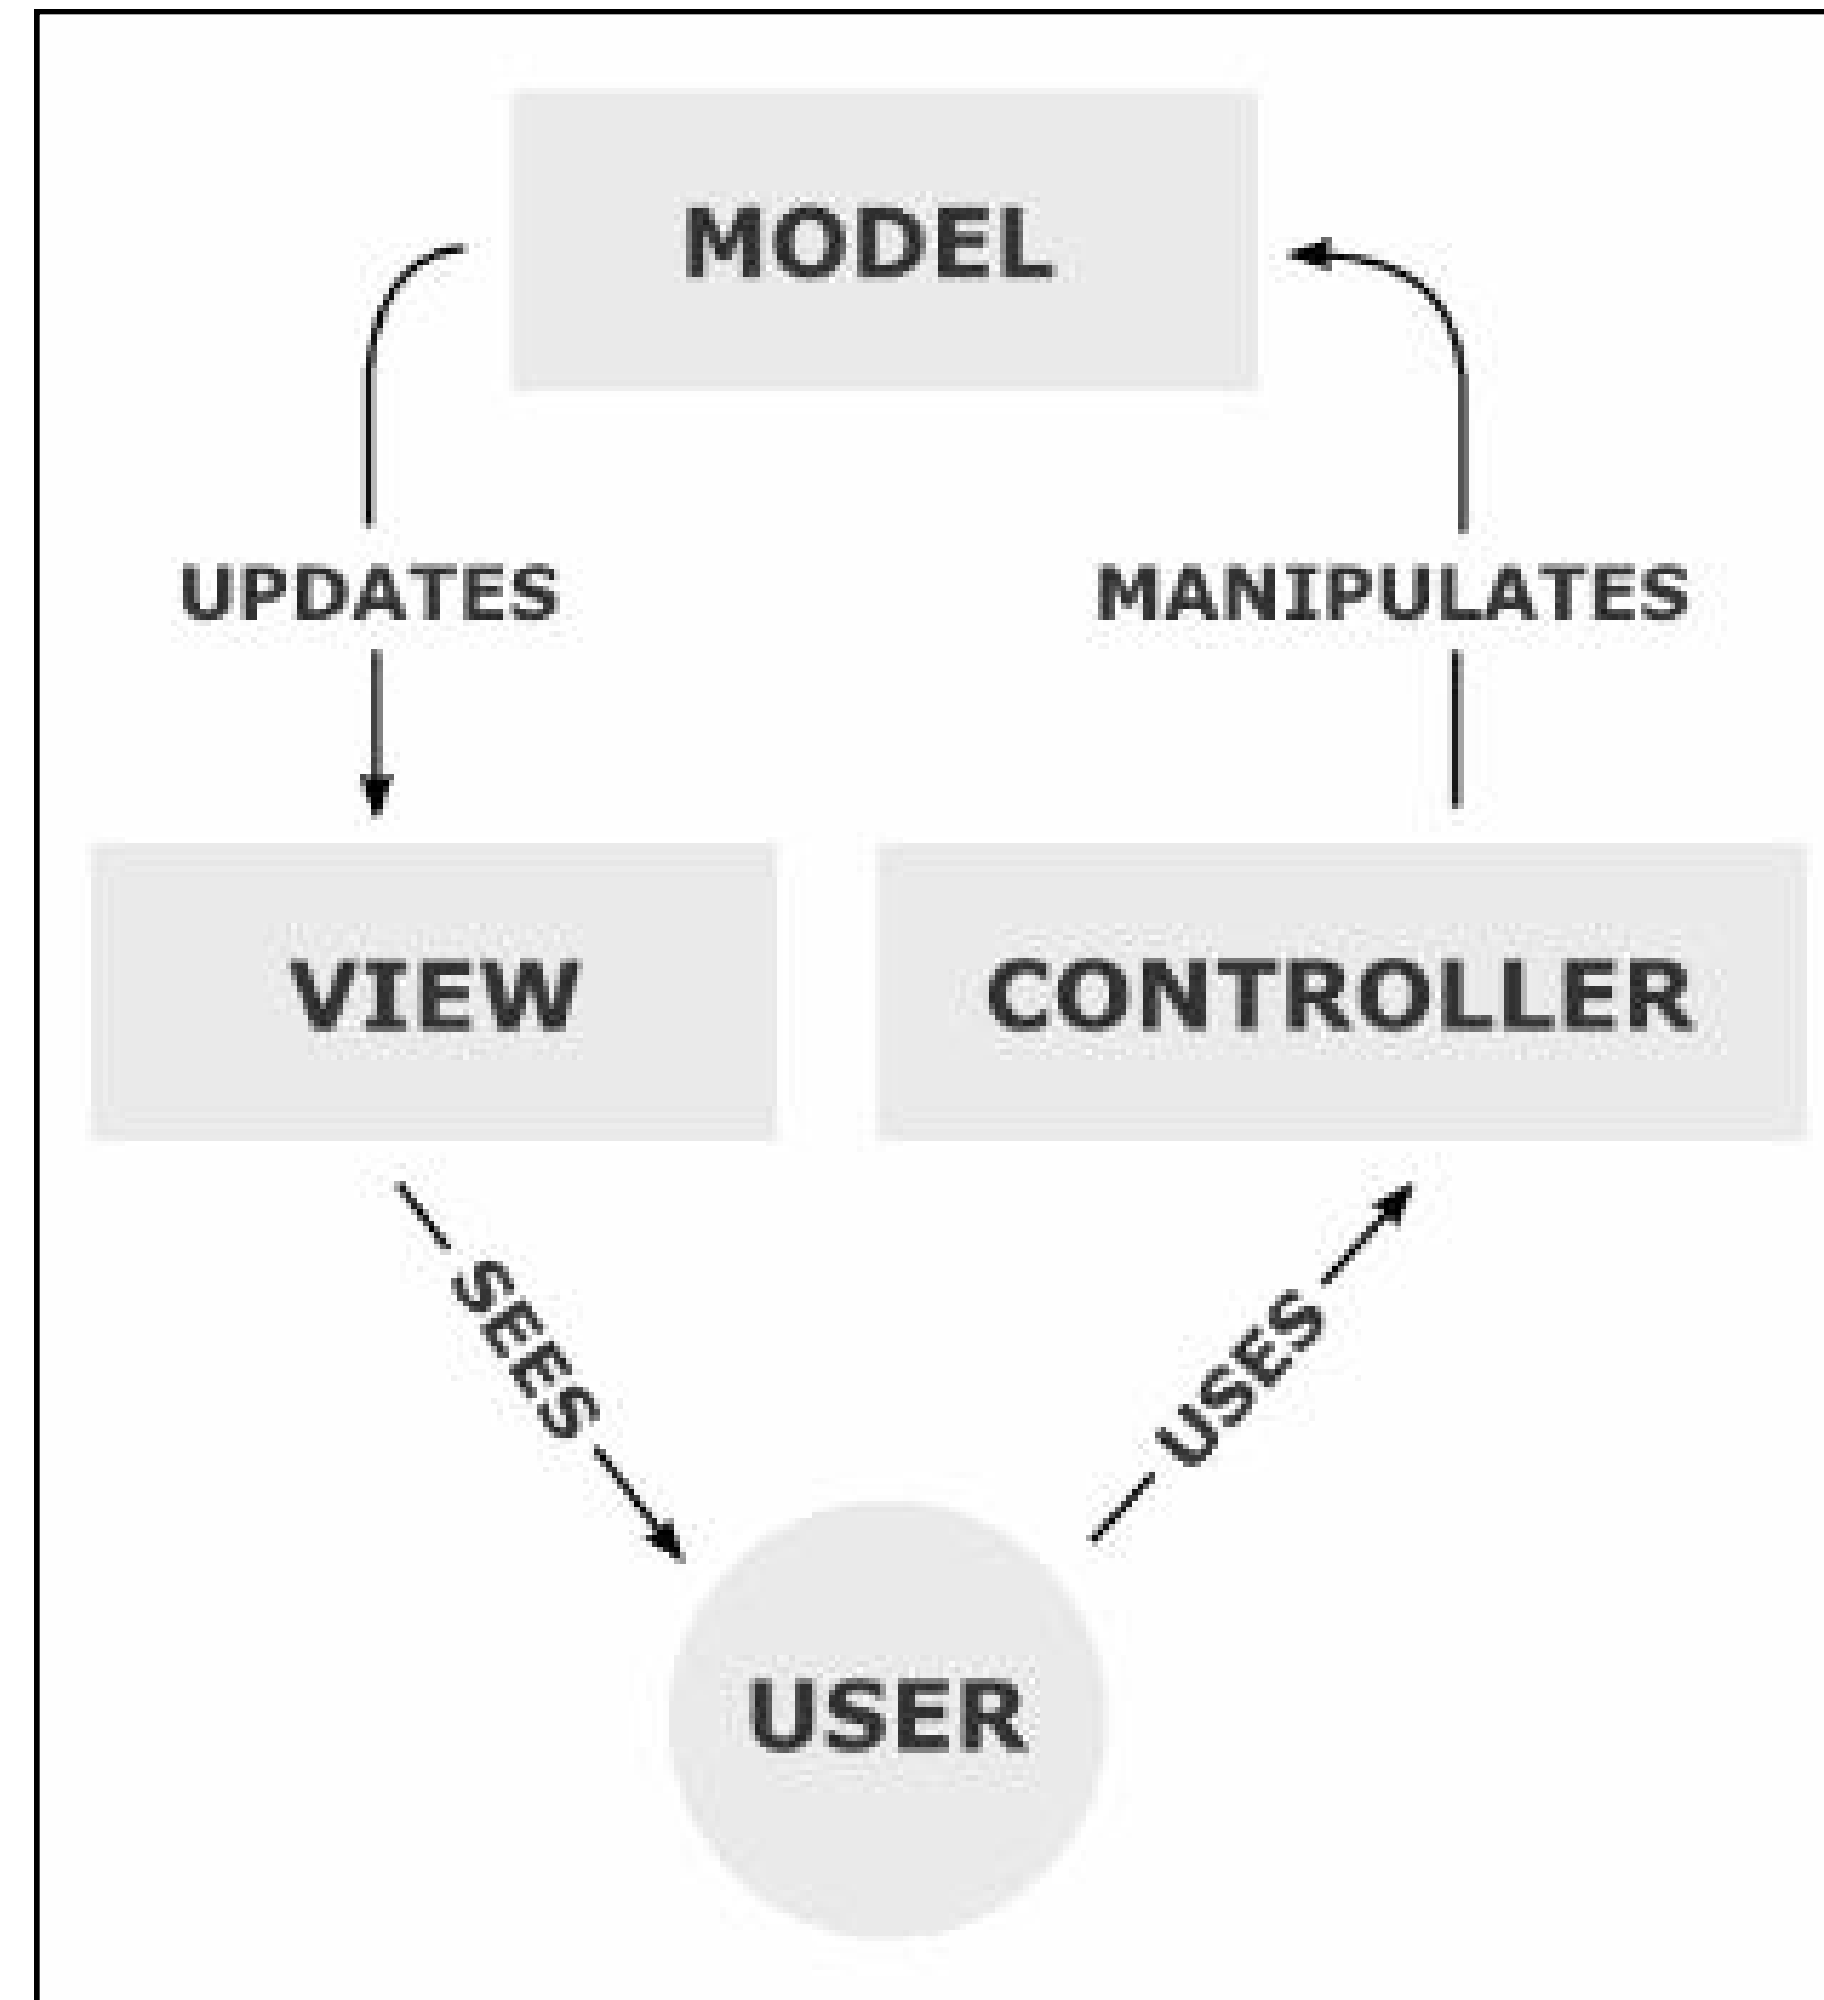 MODEL
UPDATES
MANIPULATES
VIEW
CONTROLLER
SEES
USES
USER